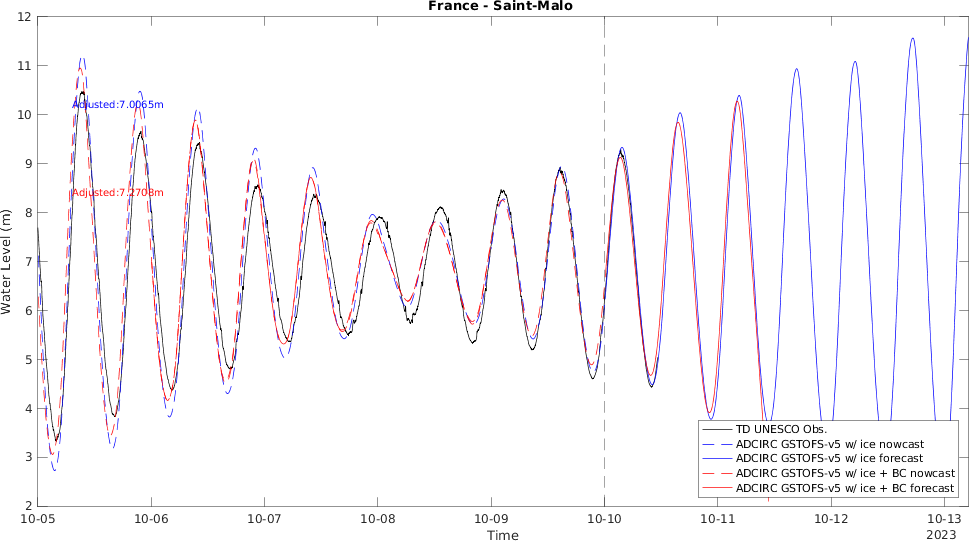 France - Saint-Malo
12
11
10
9
8
7
6
5
4
3
2
Water Level (m)
Adjusted:7.0065m
Adjusted:7.2703m
TD UNESCO Obs.
ADCIRC GSTOFS-v5 w/ ice nowcast
ADCIRC GSTOFS-v5 w/ ice forecast
ADCIRC GSTOFS-v5 w/ ice + BC nowcast
ADCIRC GSTOFS-v5 w/ ice + BC forecast
10-05 10-06 10-07 10-08 10-09 10-10 10-11 10-12 10-13
Time
2023